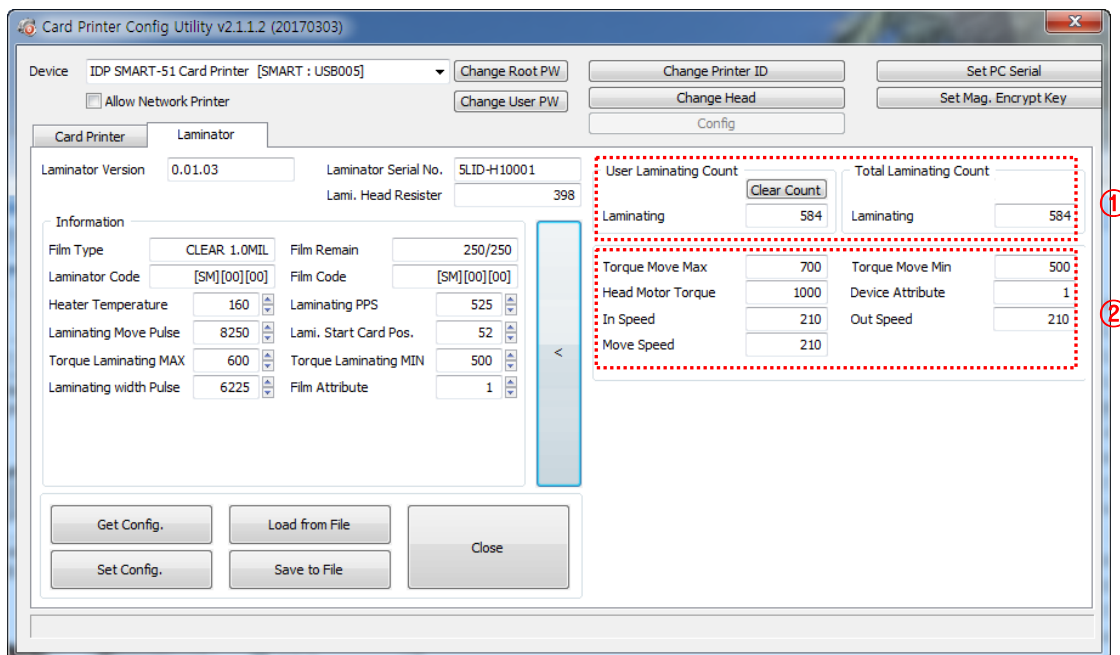 Card Printer Config Utility v2.1.1.2 (20170303)
x
Device IDP SMART-51 Card Printer [SMART : USB005] Change Root PW Change Printer ID Set PC Serial
Allow Network Printer Change User PW Change Head Set Mag. Encrypt Key
Config
Card Printer Laminator
Laminator Version 0.01.03 Laminator Serial No. 5LID-H10001
Lami. Head Resister 398
Information
Film Type CLEAR 1.0MIL Film Remain 250/250
Laminator Code [SM][00][00] Film Code [SM][00][00]
Heater Temperature 160 Laminating PPS 525
Laminating Move Pulse 8250 Lami. Start Card Pos. 52
Torque Laminating MAX 600 Torque Laminating MIN 500
Laminating width Pulse 6225 Film Attribute 1
<
User Laminating Count Total Laminating Count
Clear Count
Laminating 584 Laminating 584
①
Torque Move Max 700 Torque Move Min 500
Head Motor Torque 1000 Device Attribute 1
In Speed 210 Out Speed 210
Move Speed 210
②
Get Config. Load from File Close
Set Config. Save to File